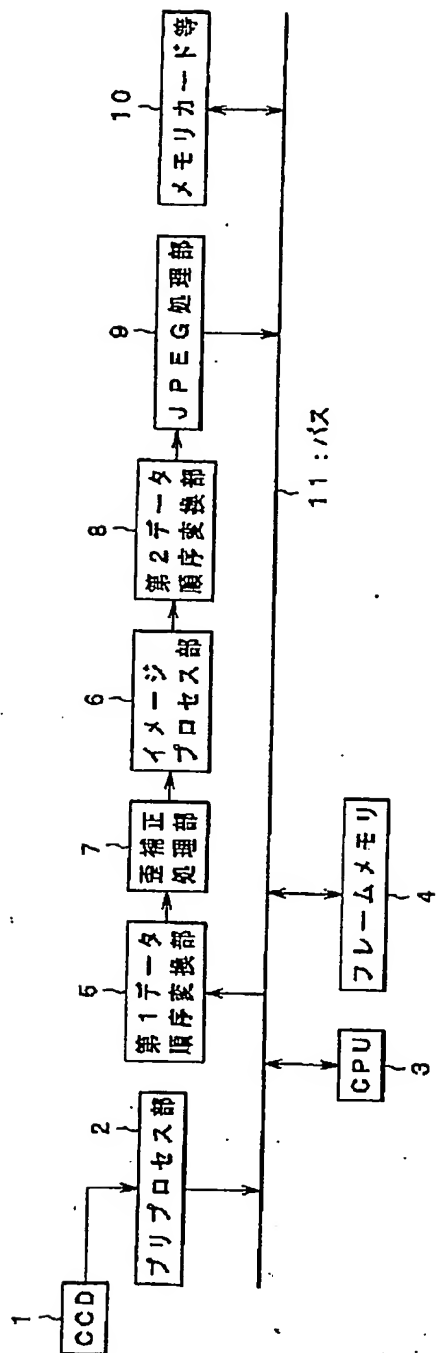 1
CCD
2
プリプロセス部
5
第1データ
順序変換部
7
歪補正
処理部
6
イメージ
プロセス部
8
第2データ
順序変換部
9
JPEG処理部
10
メモリカード等
11：バス
CPU
3
フレームメモリ
4